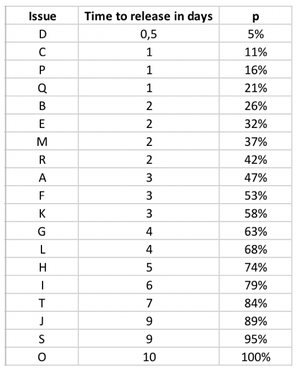 Issue Time to release in days p
D 0,5 5%
C 1 11%
P 1 16%
Q 1 21%
B 2 26%
E 2 32%
M 2 37%
R 2 42%
A 3 47%
F 3 53%
K 3 58%
G 4 63%
L 4 68%
H 5 74%
I 6 79%
T 7 84%
J 9 89%
S 9 95%
O 10 100%